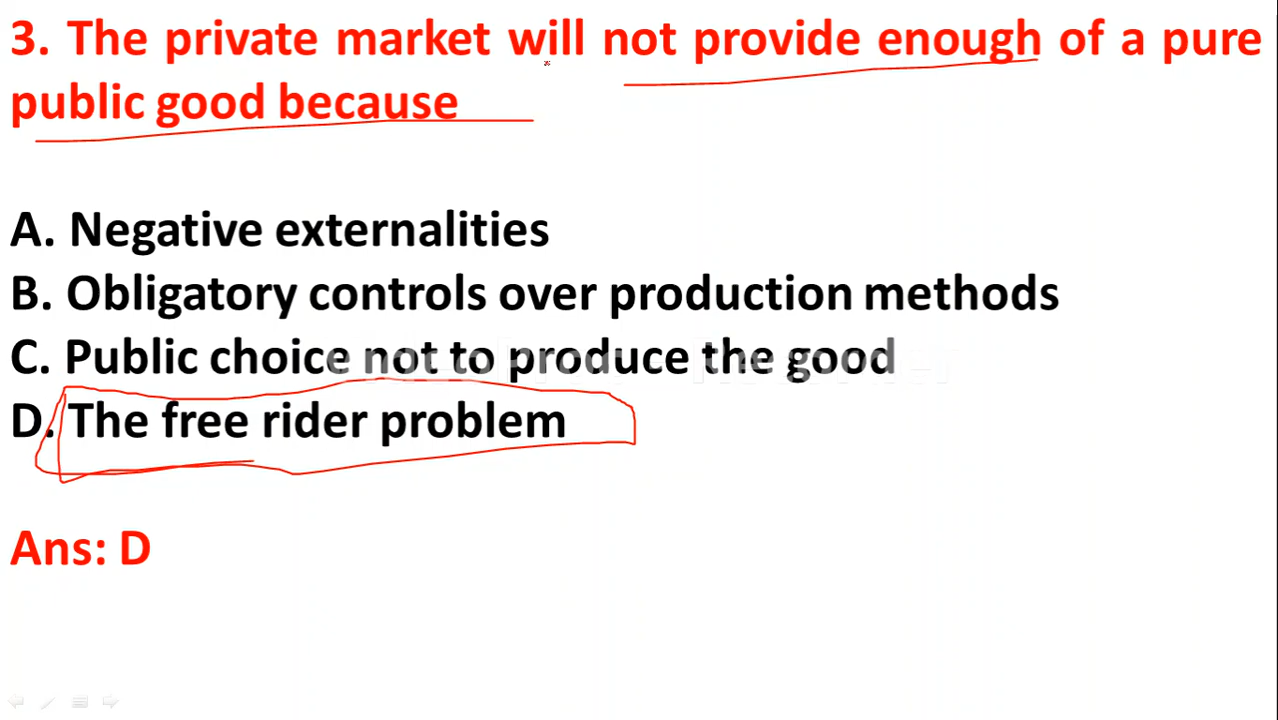 3. The private market will not provide enough of a pure
public good because
A. Negative externalities
B. Obligatory controls over production methods
C. Public choice not to produce the good
D. The free rider problem
Ans: D